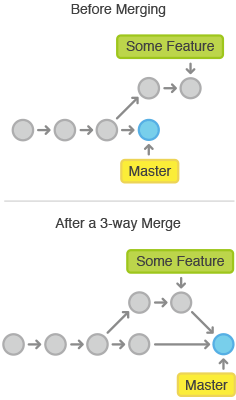 Before Merging
Some Feature
Master
After a 3-way Merge
Some Feature
Master